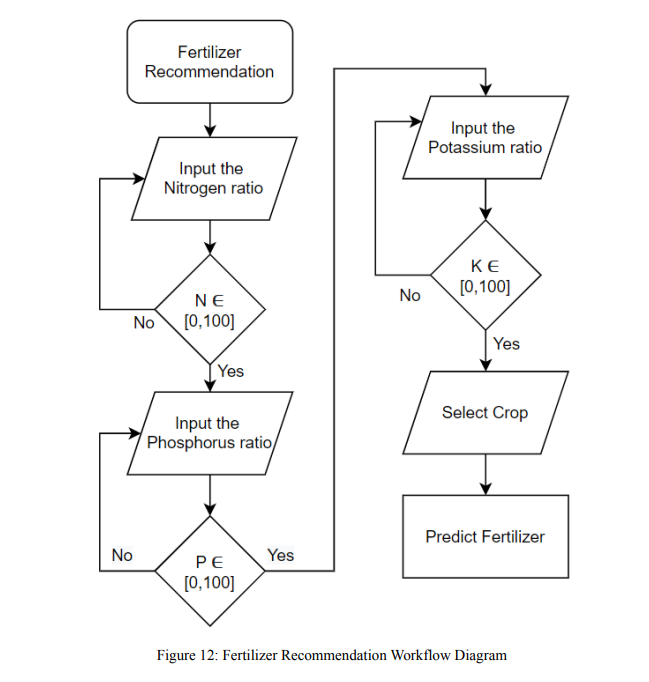 Fertilizer
Recommendation
Input the
Nitrogen ratio
N ∈
[0,100]
No
Yes
Input the
Phosphorus ratio
P ∈
[0,100]
No
Yes
Input the
Potassium ratio
K ∈
[0,100]
No
Yes
Select Crop
Predict Fertilizer
Figure 12: Fertilizer Recommendation Workflow Diagram